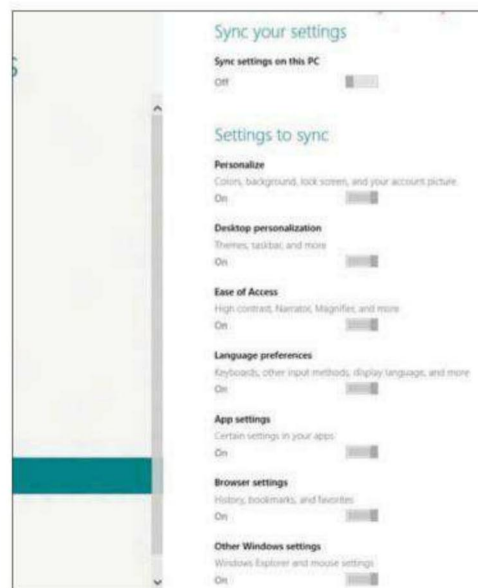 s
Sync your settings
Sync settings on this PC
Off
Settings to sync
Personalize
Colors, background, lock screen, and your account picture
On
Desktop personalization
Themes, taskbar, and more
On
Ease of Access
High contrast, Narrator, Magnifier, and more
On
Language preferences
Keyboards, other input methods, display language, and more
On
App settings
Certain settings in your apps
On
Browser settings
History, bookmarks, and favorites
On
Other Windows settings
Windows Explorer and mouse settings
On